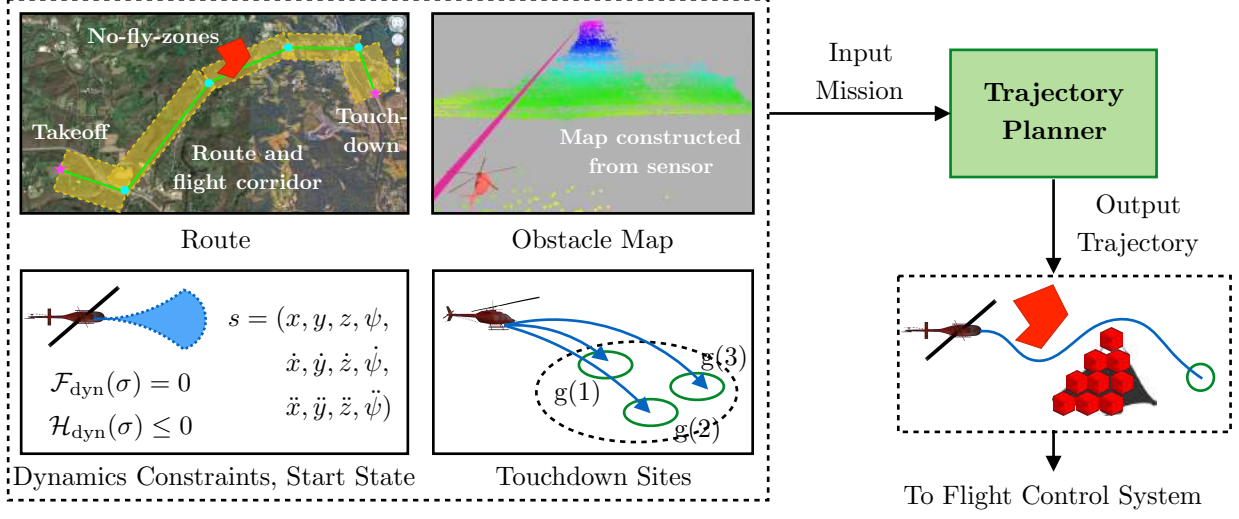 No-fly-zones
Takeoff
Touch-
down
Route and
flight corridor
Route
Map constructed
from sensor
Obstacle Map
s = (x, y, z, ψ,
ẋ, ẏ, ż, ψ̇,
ẍ, ÿ, z̈, ψ̈)
ℱdyn(σ) = 0
ℋdyn(σ) ≤ 0
Dynamics Constraints, Start State
g(1)
g(2)
g(3)
Touchdown Sites
Input
Mission
Trajectory
Planner
Output
Trajectory
To Flight Control System